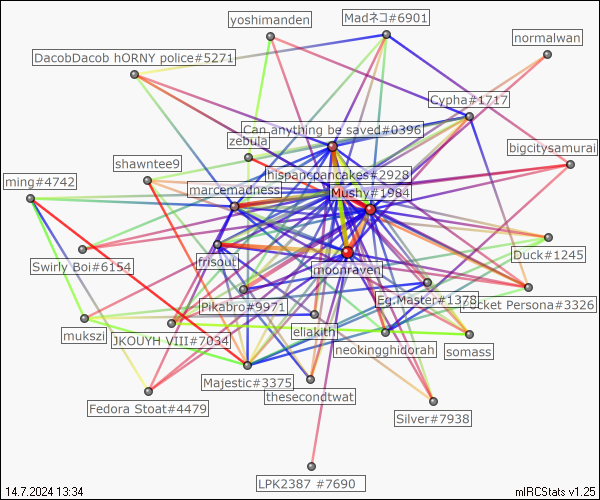 yoshimanden
Madネコ#6901
normalwan
DacobDacob hORNY police#5271
Cypha#1717
Can anything be saved#0396
zebula
bigcitysamurai
shawntee9
hispancpancakes#2928
ming#4742
marcemadness
Mushy#1984
Swirly Boi#6154
frisout
moonraven
Duck#1245
Pikabro#9971
Eg.Master#1378
Pocket Persona#3326
mukszi
JKOUYH VIII#7034
eliakith
neokingghidorah
somass
Majestic#3375
thesecondtwat
Fedora Stoat#4479
Silver#7938
LPK2387 #7690
14.7.2024 13:34
mIRCStats v1.25